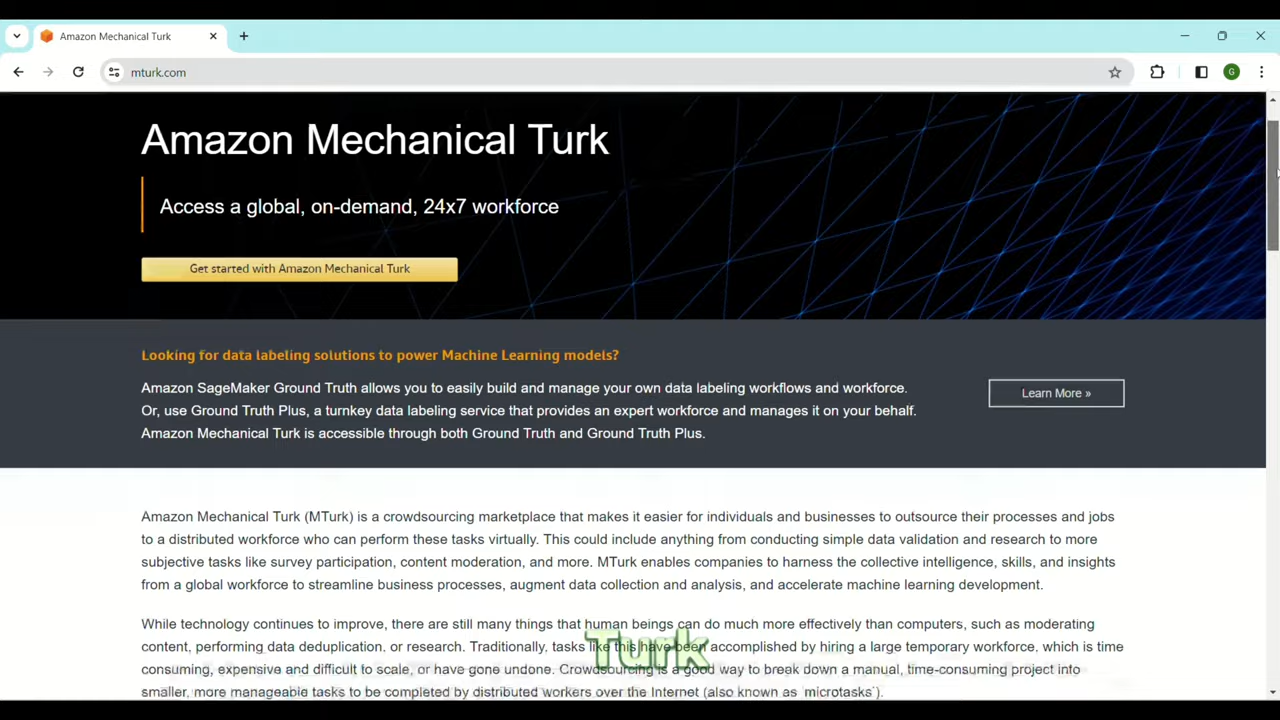 Amazon Mechanical Turk
mturk.com
G
Amazon Mechanical Turk
Access a global, on-demand, 24x7 workforce
Get started with Amazon Mechanical Turk
Looking for data labeling solutions to power Machine Learning models?
Amazon SageMaker Ground Truth allows you to easily build and manage your own data labeling workflows and workforce.
Or, use Ground Truth Plus, a turnkey data labeling service that provides an expert workforce and manages it on your behalf.
Amazon Mechanical Turk is accessible through both Ground Truth and Ground Truth Plus.
Learn More »
Amazon Mechanical Turk (MTurk) is a crowdsourcing marketplace that makes it easier for individuals and businesses to outsource their processes and jobs
to a distributed workforce who can perform these tasks virtually. This could include anything from conducting simple data validation and research to more
subjective tasks like survey participation, content moderation, and more. MTurk enables companies to harness the collective intelligence, skills, and insights
from a global workforce to streamline business processes, augment data collection and analysis, and accelerate machine learning development.
While technology continues to improve, there are still many things that human beings can do much more effectively than computers, such as moderating
content, performing data deduplication, or research. Traditionally, tasks like this have been accomplished by hiring a large temporary workforce, which is time
consuming, expensive and difficult to scale, or have gone undone. Crowdsourcing is a good way to break down a manual, time-consuming project into
smaller, more manageable tasks to be completed by distributed workers over the Internet (also known as 'microtasks').
Turk